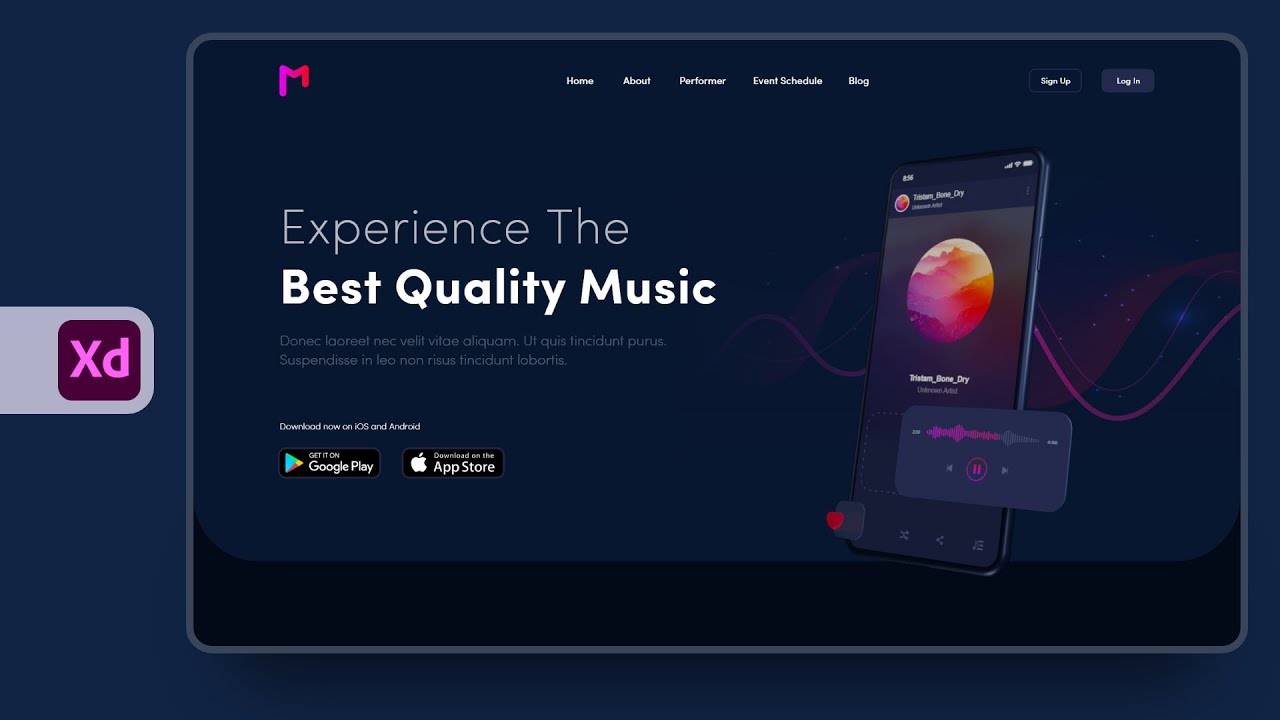 Home About Performer Event Schedule Blog Sign Up Log In
Experience The
Best Quality Music
Donec laoreet nec velit vitae aliquam. Ut quis tincidunt purus.
Suspendisse in leo non risus tincidunt lobortis.
Download now on iOS and Android
GET IT ON
Google Play
Download on the
App Store
Xd
8:56
Tristam_Bone_Dry
Unknown Artist
Tristam_Bone_Dry
Unknown Artist